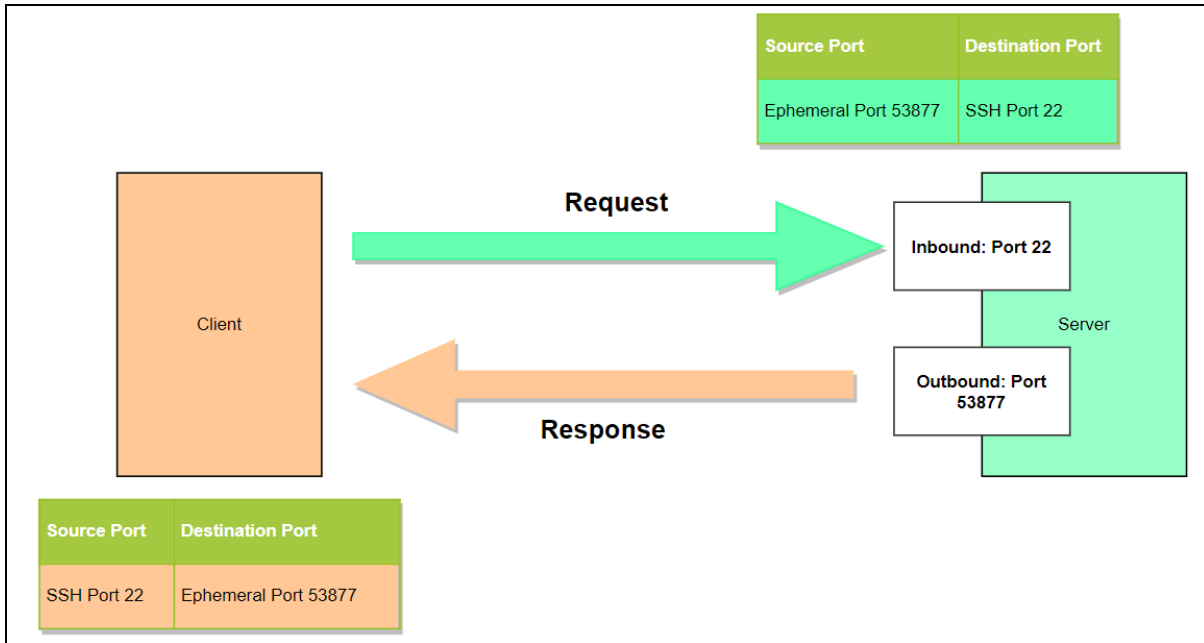 Source Port Destination Port
Ephemeral Port 53877 SSH Port 22
Request
Inbound: Port 22
Client
Server
Outbound: Port
53877
Response
Source Port Destination Port
SSH Port 22 Ephemeral Port 53877